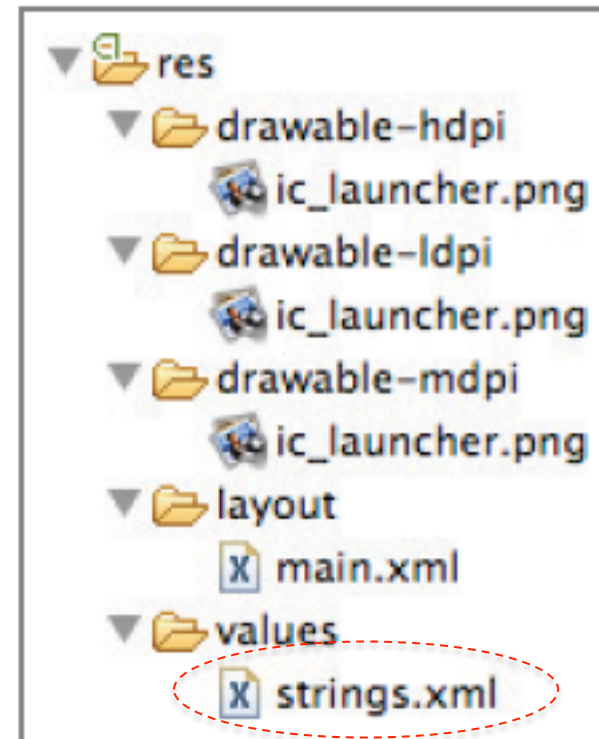 res
drawable-hdpi
ic_launcher.png
drawable-ldpi
ic_launcher.png
drawable-mdpi
ic_launcher.png
layout
main.xml
values
strings.xml